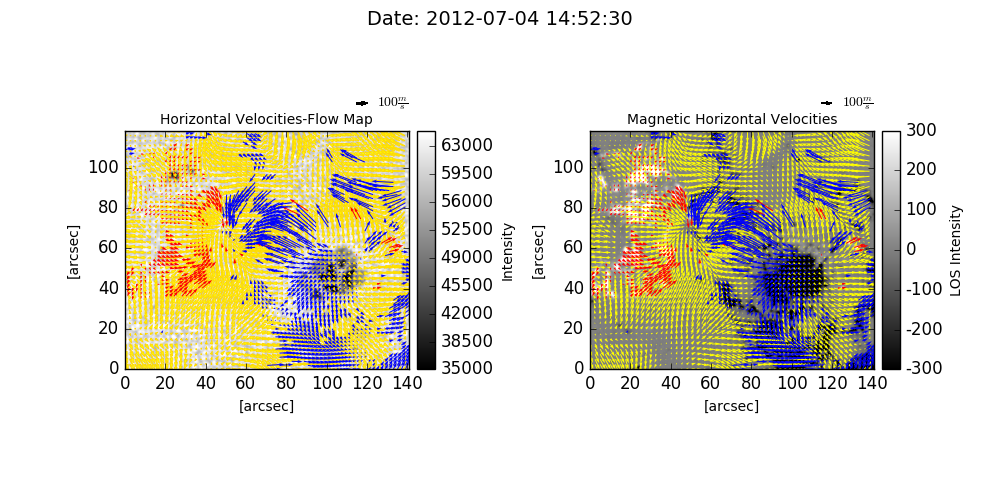 Date: 2012-07-04 14:52:30
100 m/s
100 m/s
Horizontal Velocities-Flow Map
Magnetic Horizontal Velocities
[arcsec]
100
80
60
40
20
0
0 20 40 60 80 100 120 140
[arcsec]
63000
59500
56000
52500
49000
45500
42000
38500
35000
Intensity
[arcsec]
100
80
60
40
20
0
0 20 40 60 80 100 120 140
[arcsec]
300
200
100
0
-100
-200
-300
LOS Intensity